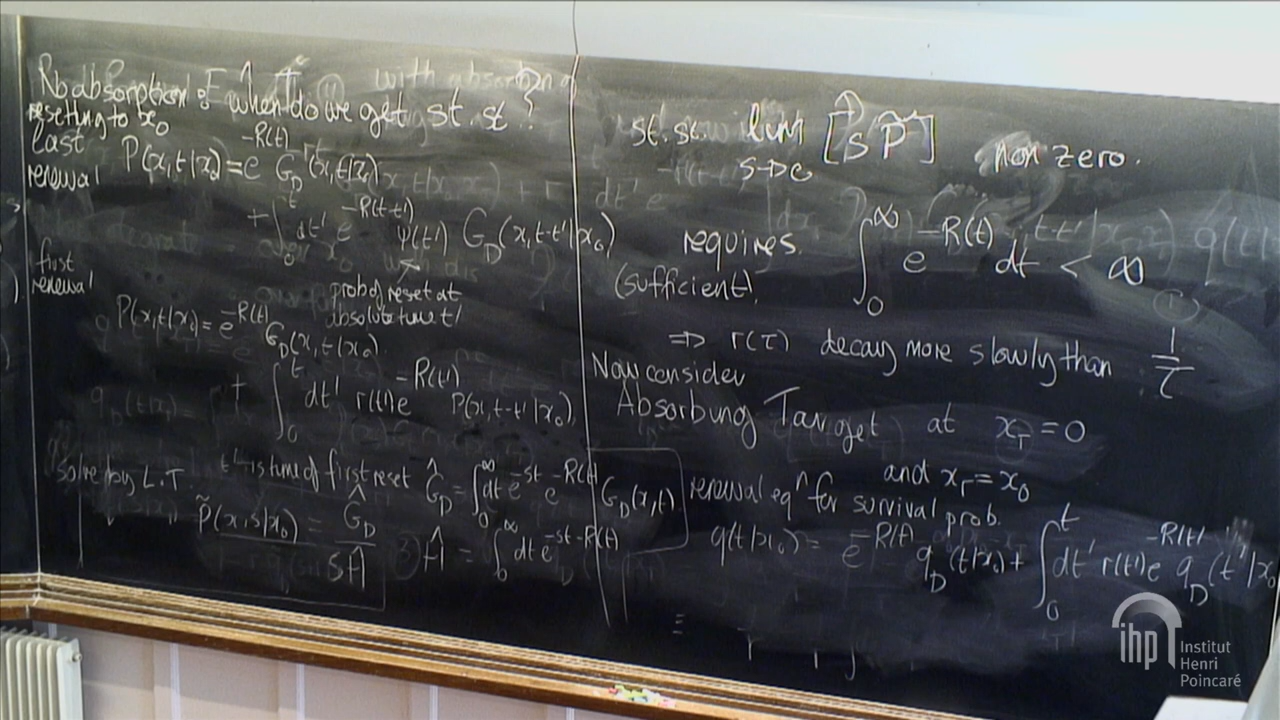 No absorption:
resetting to x₀
when do we get st. st.?
last
renewal
P(x,t|x₀) = e^{-R(t)} G_D(x,t|x₀)
+ ∫₀^t dt' e^{-R(t-t')} ψ(t') G_D(x,t-t'|x₀)
prob of reset at
absolute time t'
first
renewal
P(x,t|x₀) = e^{-R(t)} G_D(x,t|x₀)
+ ∫₀^t dt' r(t')e^{-R(t')} P(x,t-t'|x₀)
t' is time of first reset
solve by L.T.
Ĝ_D = ∫₀^∞ dt e^{-st} e^{-R(t)} G_D(x,t).
P̃(x,s|x₀) = Ĝ_D / sĤ
Ĥ = ∫₀^∞ dt e^{-st-R(t)}
st. st. lim_{s→0} [s P̃] non zero.
requires ∫₀^∞ e^{-R(t)} dt < ∞
(sufficient)
⇒ r(τ) decay more slowly than 1/τ
Now consider
Absorbing Target at x_T = 0
and x_r = x₀
renewal eqⁿ for survival prob.
q(t|x₀) = e^{-R(t)} q_D(t|x₀) + ∫₀^t dt' r(t')e^{-R(t')} q_D(t'|x₀
=
ihp
Institut
Henri
Poincaré